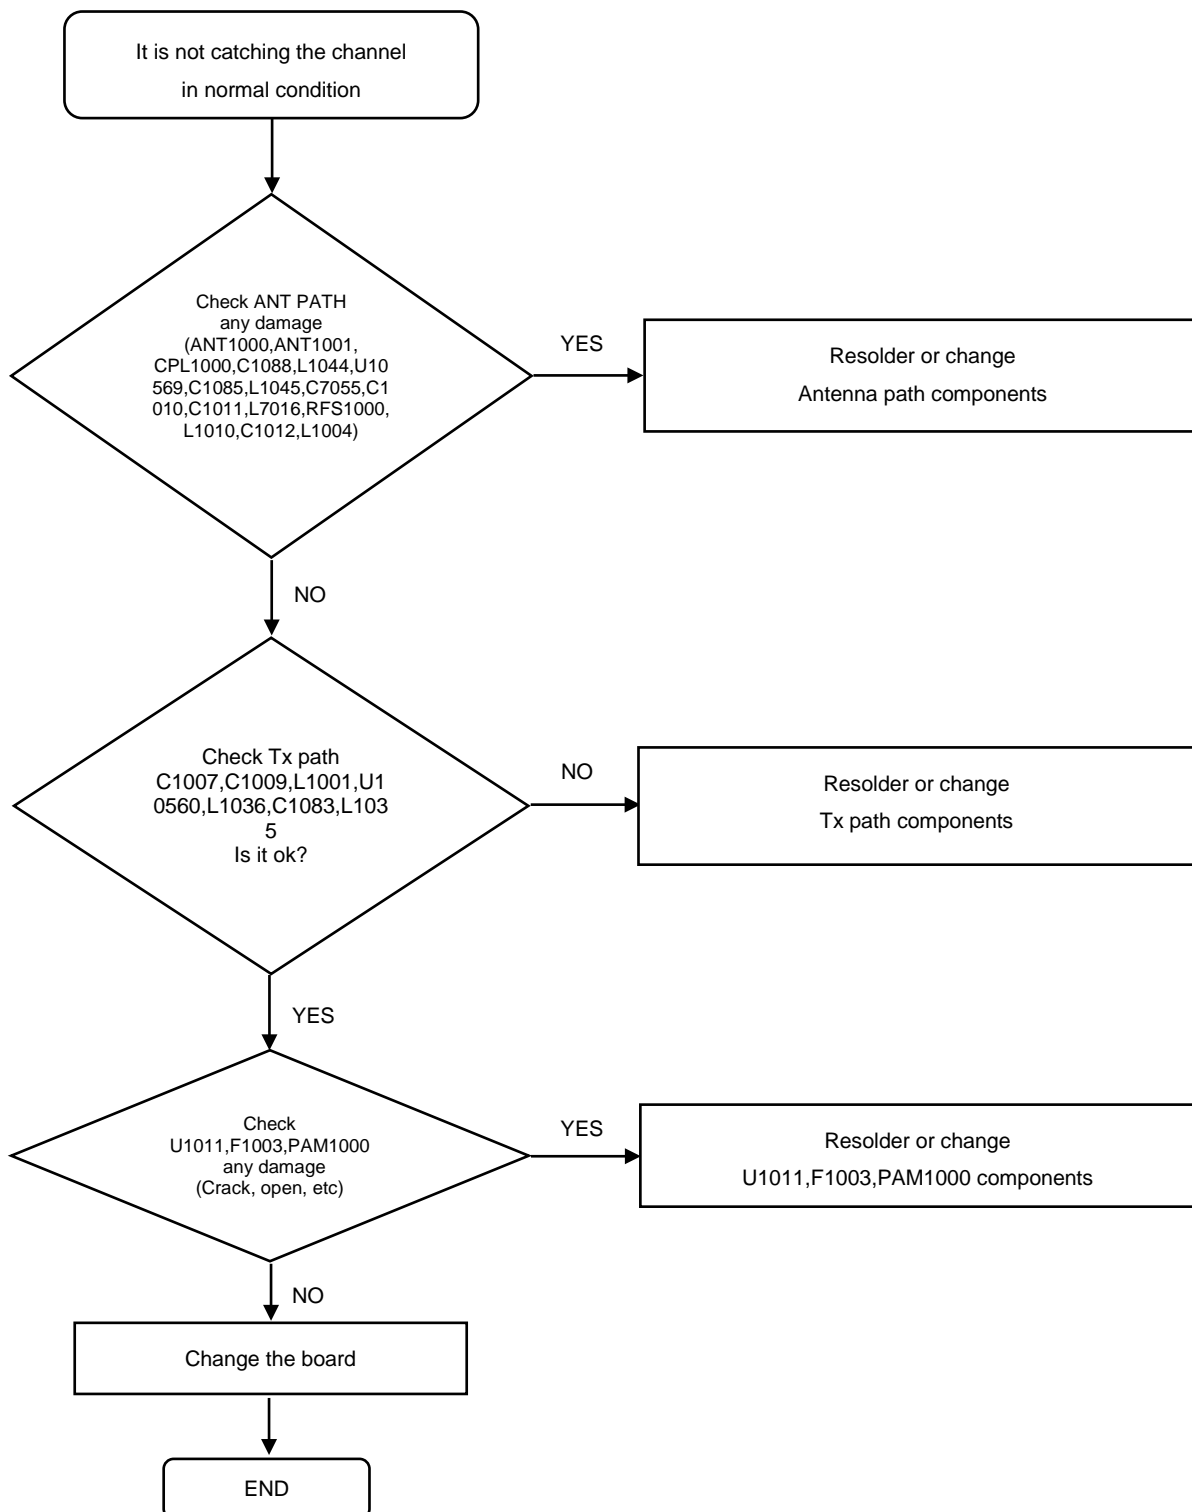 It is not catching the channel
in normal condition
Check ANT PATH
any damage
(ANT1000,ANT1001,
CPL1000,C1088,L1044,U10
569,C1085,L1045,C7055,C1
010,C1011,L7016,RFS1000,
L1010,C1012,L1004)
YES
Resolder or change
Antenna path components
NO
Check Tx path
C1007,C1009,L1001,U1
0560,L1036,C1083,L103
5
Is it ok?
NO
Resolder or change
Tx path components
YES
Check
U1011,F1003,PAM1000
any damage
(Crack, open, etc)
YES
Resolder or change
U1011,F1003,PAM1000 components
NO
Change the board
END